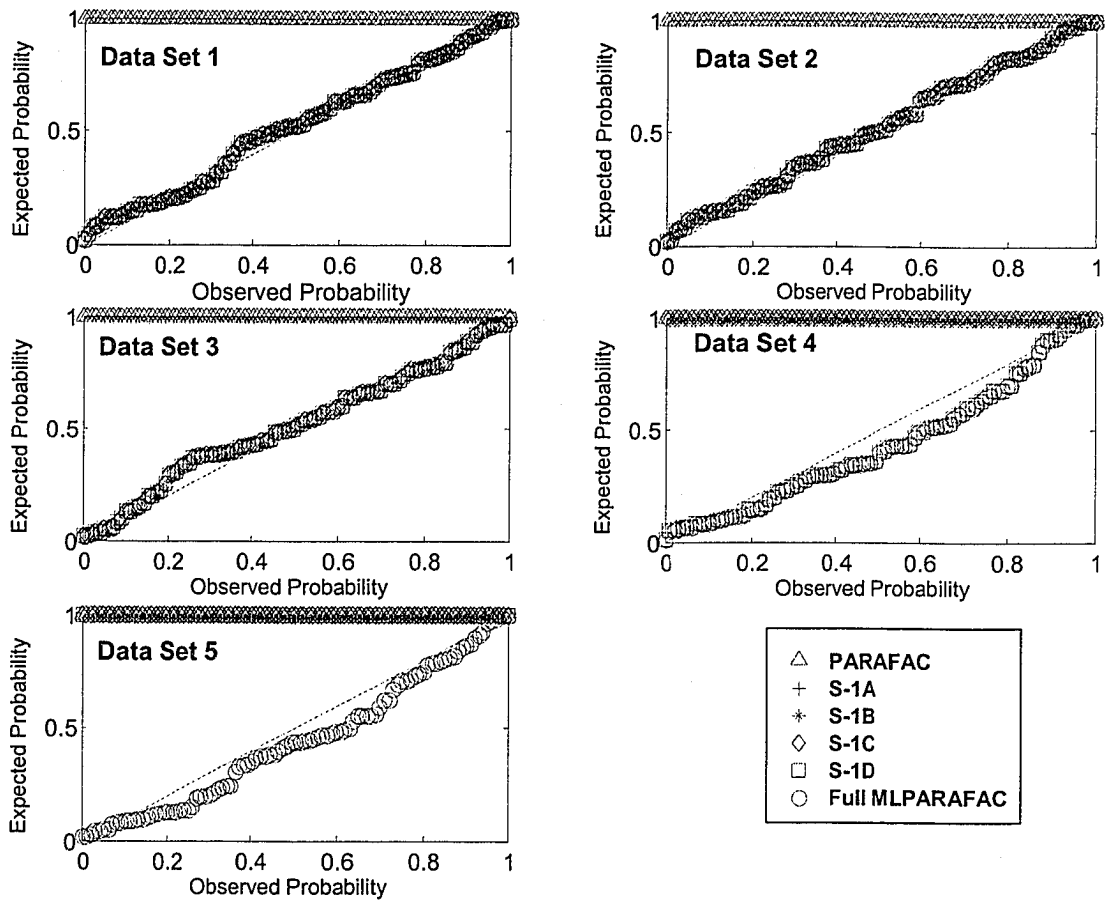 Data Set 1
Expected Probability
1
0.5
0
0 0.2 0.4 0.6 0.8 1
Observed Probability
Data Set 2
Expected Probability
1
0.5
0
0 0.2 0.4 0.6 0.8 1
Observed Probability
Data Set 3
Expected Probability
1
0.5
0
0 0.2 0.4 0.6 0.8 1
Observed Probability
Data Set 4
Expected Probability
1
0.5
0
0 0.2 0.4 0.6 0.8 1
Observed Probability
Data Set 5
Expected Probability
1
0.5
0
0 0.2 0.4 0.6 0.8 1
Observed Probability
PARAFAC
S-1A
S-1B
S-1C
S-1D
Full MLPARAFAC